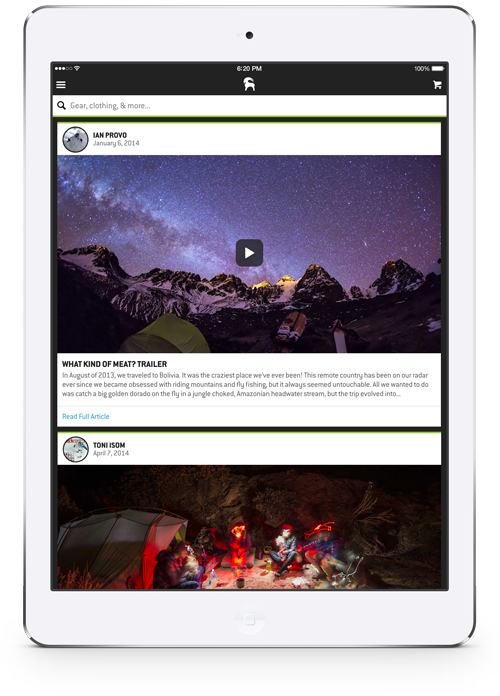 6:20 PM
100%
Gear, clothing, & more...
IAN PROVO
January 6, 2014
WHAT KIND OF MEAT? TRAILER
In August of 2013, we traveled to Bolivia. It was the craziest place we've ever been! This remote country has been on our radar
ever since we became obsessed with riding mountains and fly fishing, but it always seemed untouchable. All we wanted to do
was catch a big golden dorado on the fly in a jungle choked, Amazonian headwater stream, but the trip evolved into...
Read Full Article
TONI ISOM
April 7, 2014